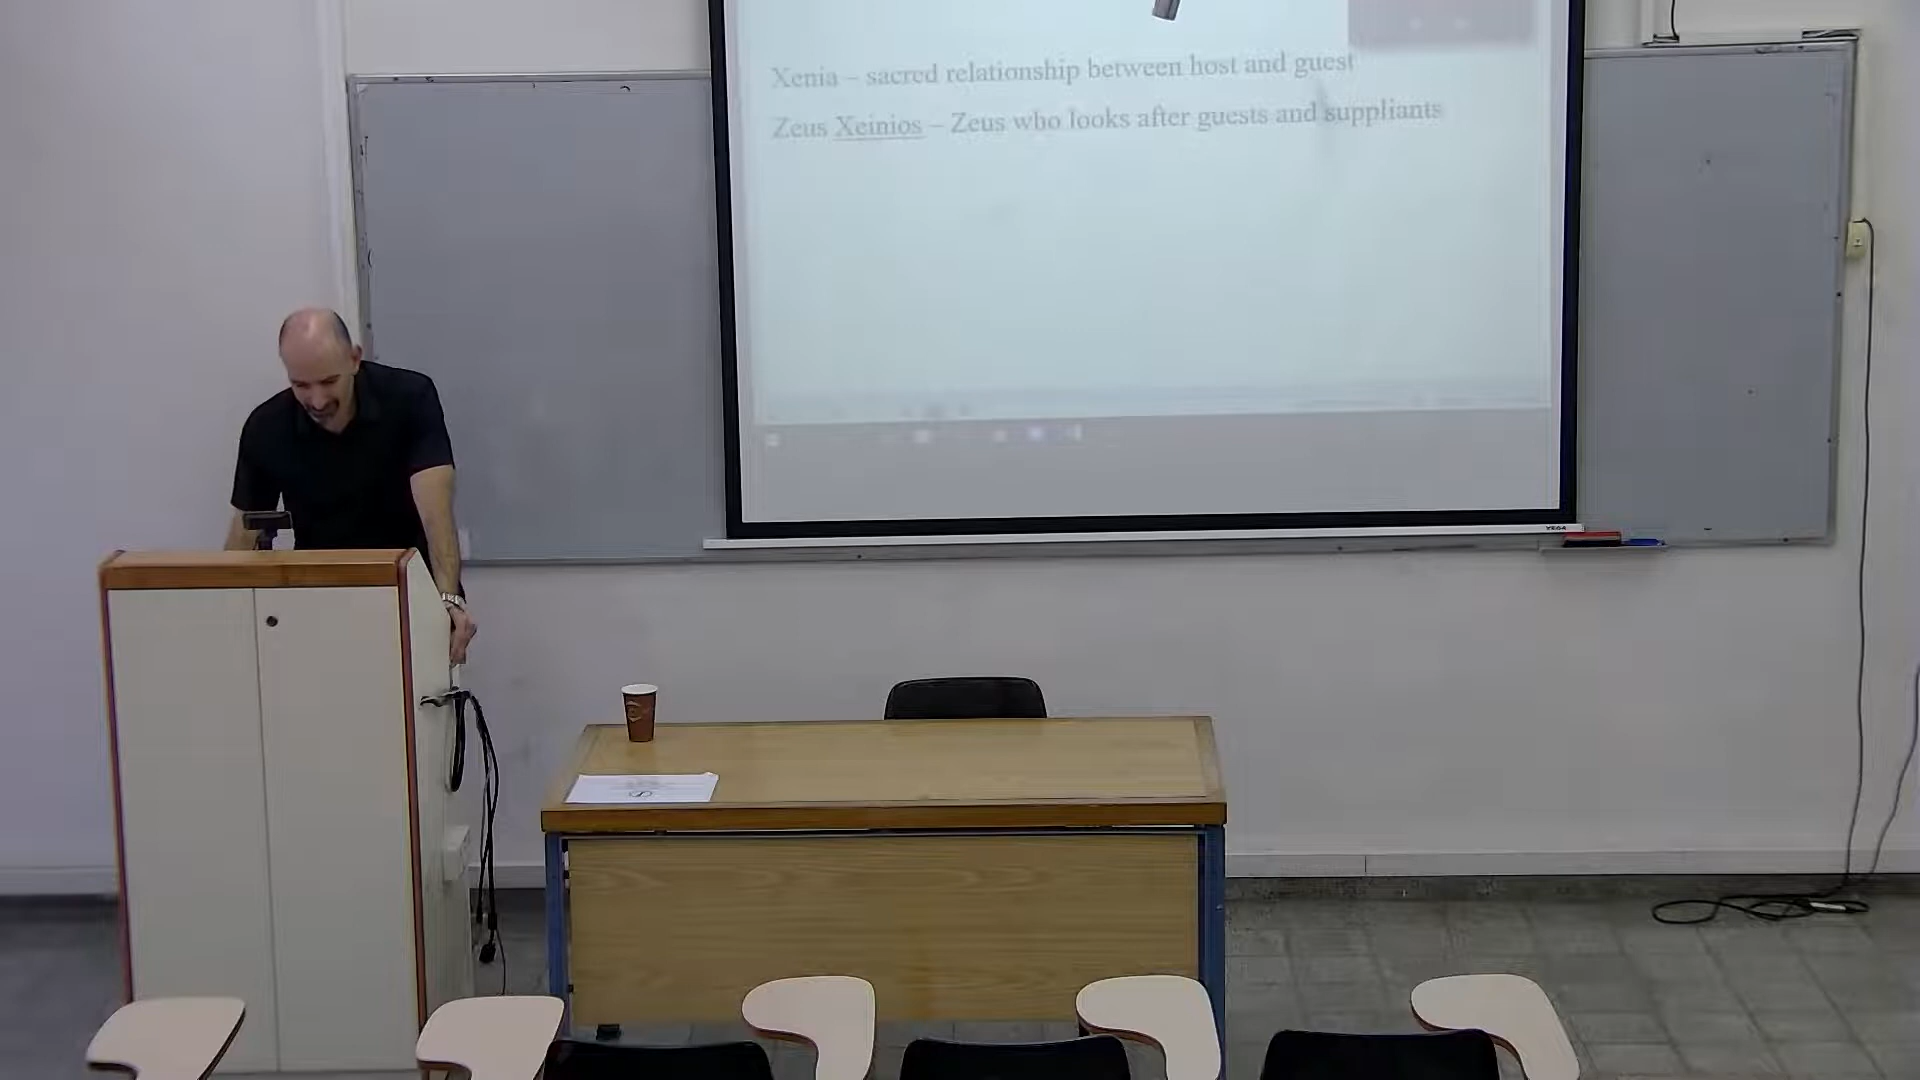 Xenia – sacred relationship between host and guest
Zeus Xeinios – Zeus who looks after guests and suppliants